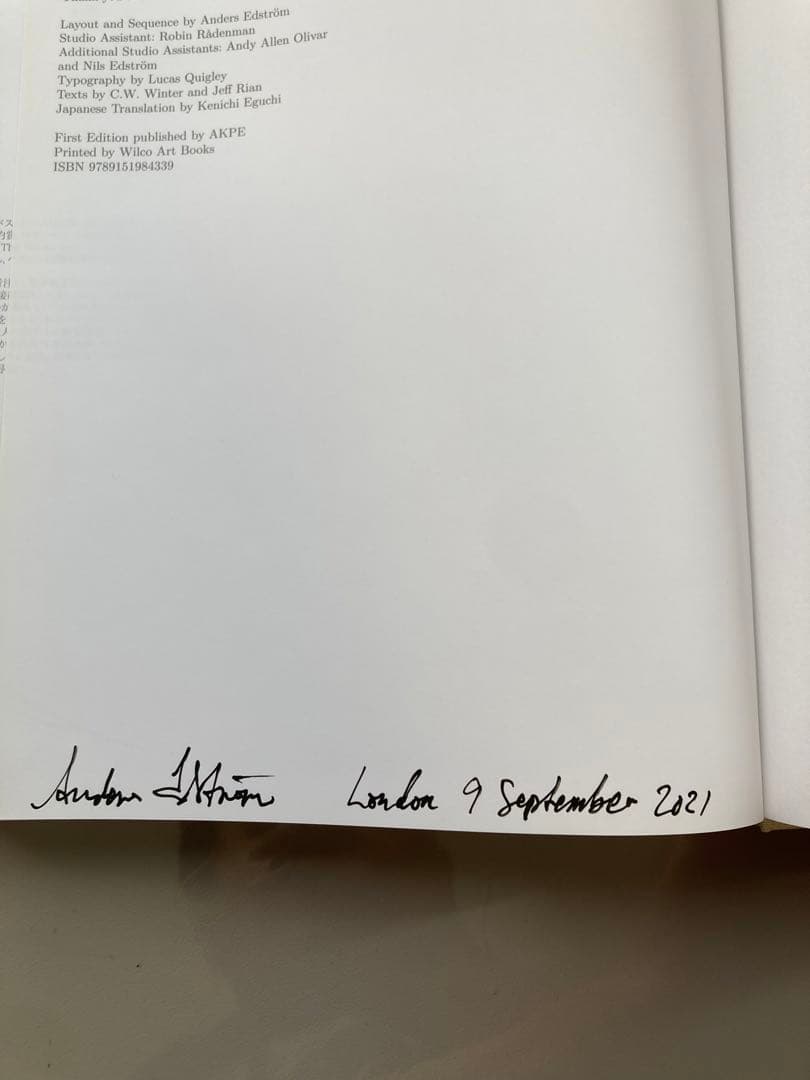 Layout and Sequence by Anders Edström
Studio Assistant: Robin Rådenman
Additional Studio Assistants: Andy Allen Olivar
and Nils Edström
Typography by Lucas Quigley
Texts by C.W. Winter and Jeff Rian
Japanese Translation by Kenichi Eguchi
First Edition published by AKPE
Printed by Wilco Art Books
ISBN 9789151984339
Anders Edström London 9 September 2021